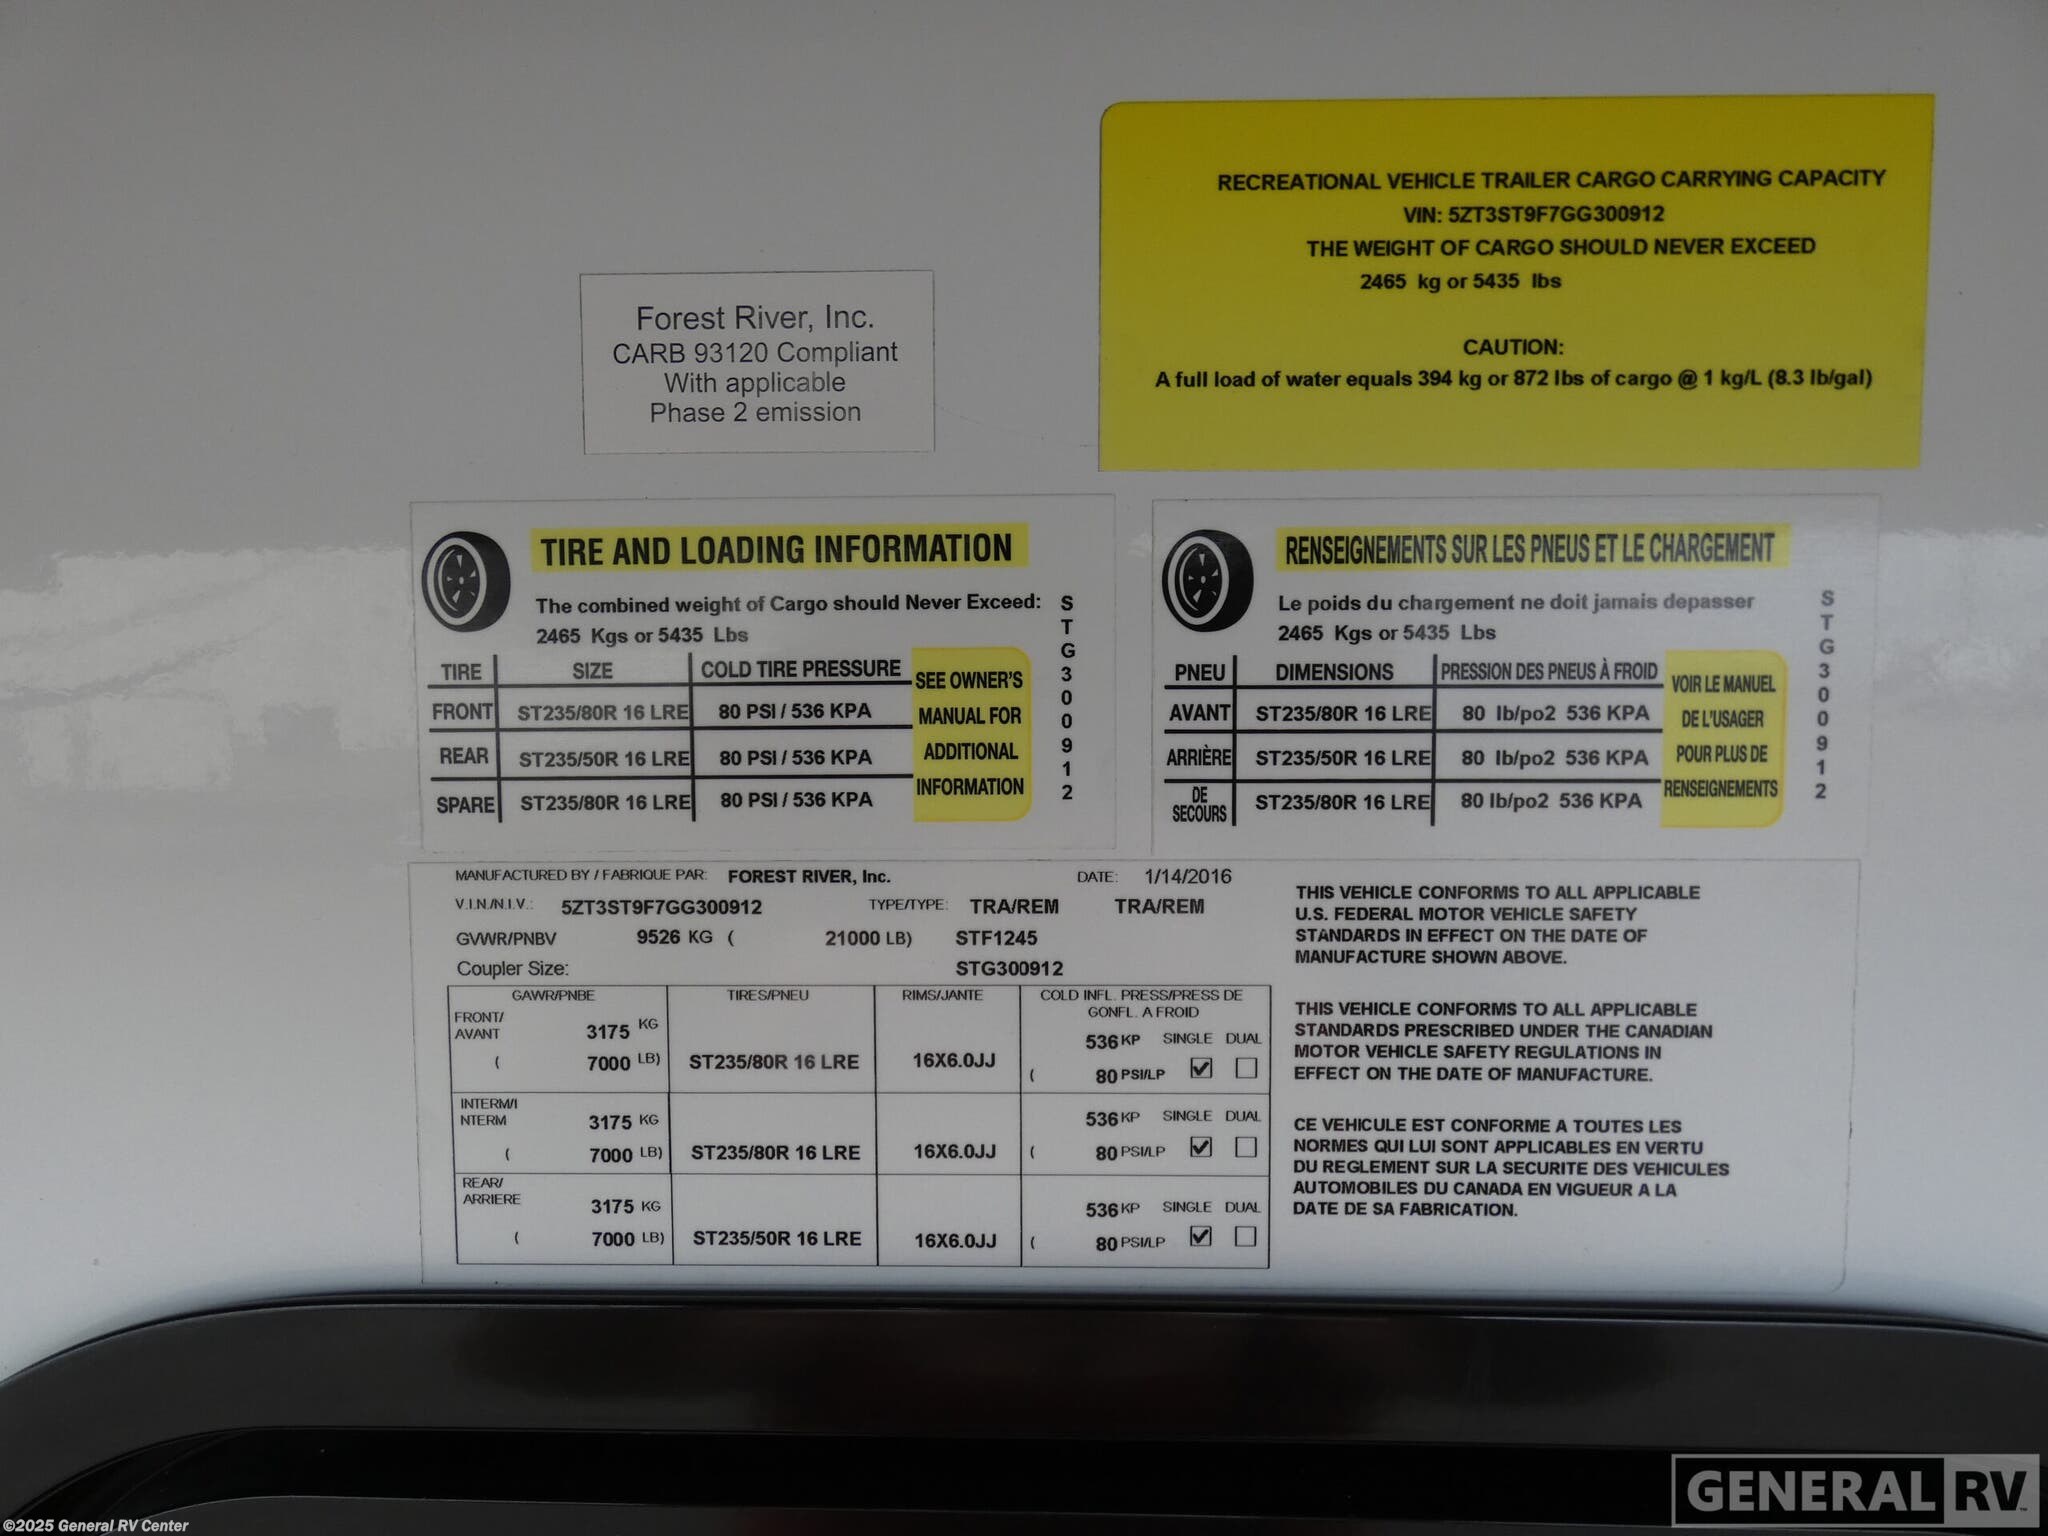 RECREATIONAL VEHICLE TRAILER CARGO CARRYING CAPACITY
VIN: 5ZT3ST9F7GG300912
THE WEIGHT OF CARGO SHOULD NEVER EXCEED
2465 kg or 5435 lbs
CAUTION:
A full load of water equals 394 kg or 872 lbs of cargo @ 1 kg/L (8.3 lb/gal)
Forest River, Inc.
CARB 93120 Compliant
With applicable
Phase 2 emission
TIRE AND LOADING INFORMATION
The combined weight of Cargo should Never Exceed:
2465 Kgs or 5435 Lbs
TIRE SIZE COLD TIRE PRESSURE
FRONT ST235/80R 16 LRE 80 PSI / 536 KPA
REAR ST235/50R 16 LRE 80 PSI / 536 KPA
SPARE ST235/80R 16 LRE 80 PSI / 536 KPA
SEE OWNER'S
MANUAL FOR
ADDITIONAL
INFORMATION
STG300912
RENSEIGNEMENTS SUR LES PNEUS ET LE CHARGEMENT
Le poids du chargement ne doit jamais depasser
2465 Kgs or 5435 Lbs
PNEU DIMENSIONS PRESSION DES PNEUS À FROID
AVANT ST235/80R 16 LRE 80 lb/po2 536 KPA
ARRIÈRE ST235/50R 16 LRE 80 lb/po2 536 KPA
DE
SECOURS ST235/80R 16 LRE 80 lb/po2 536 KPA
VOIR LE MANUEL
DE L'USAGER
POUR PLUS DE
RENSEIGNEMENTS
STG300912
MANUFACTURED BY / FABRIQUE PAR: FOREST RIVER, Inc. DATE: 1/14/2016
V.I.N./N.I.V.: 5ZT3ST9F7GG300912 TYPE/TYPE: TRA/REM TRA/REM
GVWR/PNBV 9526 KG ( 21000 LB) STF1245
Coupler Size: STG300912
GAWR/PNBE TIRES/PNEU RIMS/JANTE COLD INFL. PRESS/PRESS DE
GONFL. A FROID
FRONT/
AVANT 3175 KG 536 KP SINGLE DUAL
( 7000 LB) ST235/80R 16 LRE 16X6.0JJ ( 80 PSI/LP
INTERM/I
NTERM 3175 KG 536 KP SINGLE DUAL
( 7000 LB) ST235/80R 16 LRE 16X6.0JJ ( 80 PSI/LP
REAR/
ARRIERE 3175 KG 536 KP SINGLE DUAL
( 7000 LB) ST235/50R 16 LRE 16X6.0JJ ( 80 PSI/LP
THIS VEHICLE CONFORMS TO ALL APPLICABLE
U.S. FEDERAL MOTOR VEHICLE SAFETY
STANDARDS IN EFFECT ON THE DATE OF
MANUFACTURE SHOWN ABOVE.
THIS VEHICLE CONFORMS TO ALL APPLICABLE
STANDARDS PRESCRIBED UNDER THE CANADIAN
MOTOR VEHICLE SAFETY REGULATIONS IN
EFFECT ON THE DATE OF MANUFACTURE.
CE VEHICULE EST CONFORME A TOUTES LES
NORMES QUI LUI SONT APPLICABLES EN VERTU
DU REGLEMENT SUR LA SECURITE DES VEHICULES
AUTOMOBILES DU CANADA EN VIGUEUR A LA
DATE DE SA FABRICATION.
GENERAL RV
©2025 General RV Center